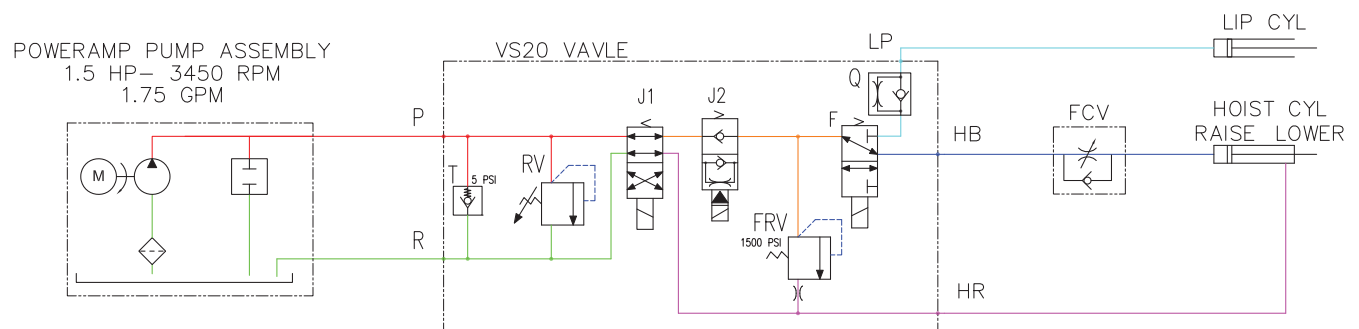 POWERAMP PUMP ASSEMBLY
1.5 HP- 3450 RPM
1.75 GPM
M
P
R
VS20 VAVLE
T
5 PSI
RV
J1
J2
FRV
1500 PSI
F
Q
LP
HB
HR
FCV
LIP CYL
HOIST CYL
RAISE LOWER